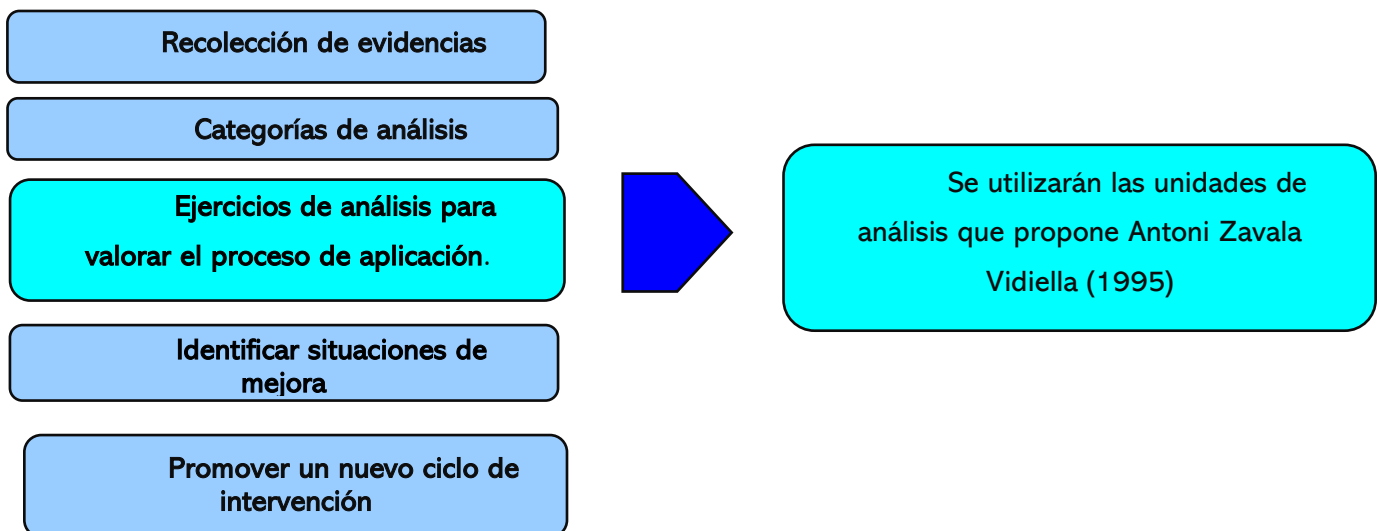 Recolección de evidencias
Categorías de análisis
Ejercicios de análisis para
valorar el proceso de aplicación.
Identificar situaciones de
mejora
Promover un nuevo ciclo de
intervención
Se utilizarán las unidades de
análisis que propone Antoni Zavala
Vidiella (1995)